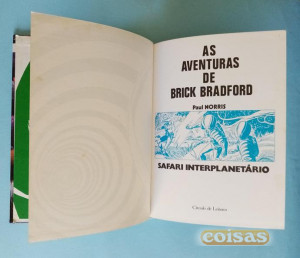 AS
AVENTURAS
DE
BRICK BRADFORD
Paul NORRIS
SAFARI INTERPLANETÁRIO
Círculo de Leitores
coisas